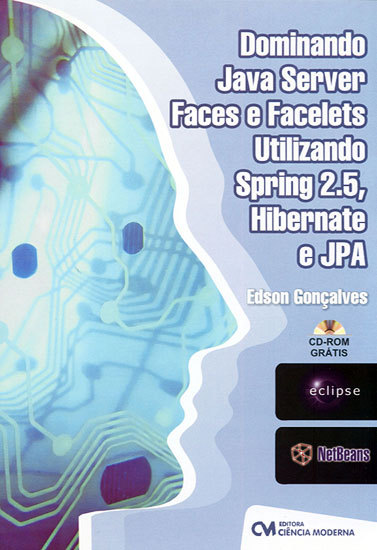 Dominando
Java Server
Faces e Facelets
Utilizando
Spring 2.5,
Hibernate
e JPA
Edson Gonçalves
CD-ROM
GRÁTIS
eclipse
NetBeans
CM EDITORA
CIÊNCIA MODERNA